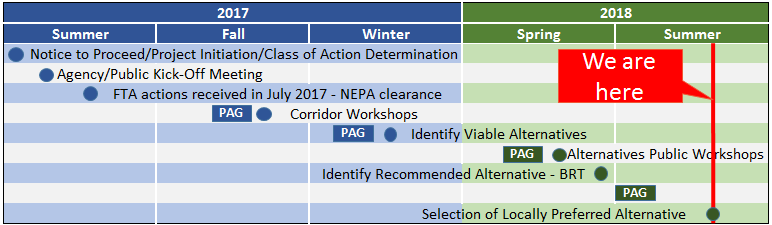 2017 2018
Summer Fall Winter Spring Summer
Notice to Proceed/Project Initiation/Class of Action Determination
We are
here
Agency/Public Kick-Off Meeting
FTA actions received in July 2017 - NEPA clearance
PAG Corridor Workshops
PAG Identify Viable Alternatives
PAG Alternatives Public Workshops
Identify Recommended Alternative - BRT
PAG
Selection of Locally Preferred Alternative